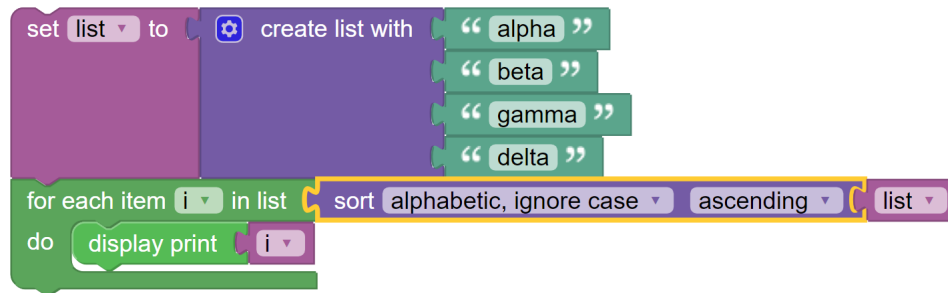 set list to create list with “ alpha ”
“ beta ”
“ gamma ”
“ delta ”
for each item i in list sort alphabetic, ignore case ascending list
do display print i